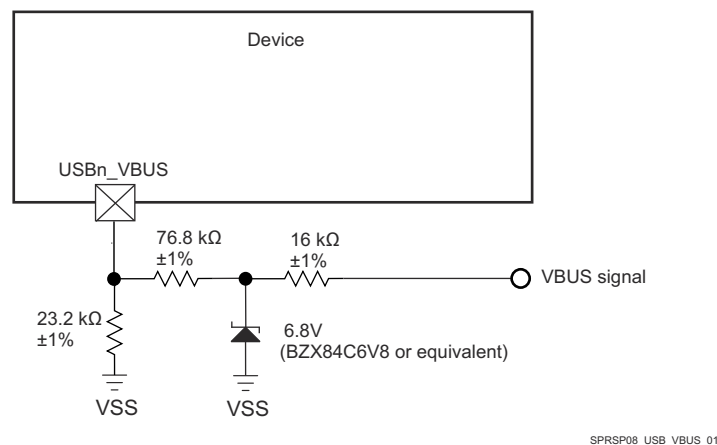 Device
USBn_VBUS
76.8 kΩ
±1%
16 kΩ
±1%
VBUS signal
23.2 kΩ
±1%
6.8V
(BZX84C6V8 or equivalent)
VSS
VSS
SPRSP08_USB_VBUS_01